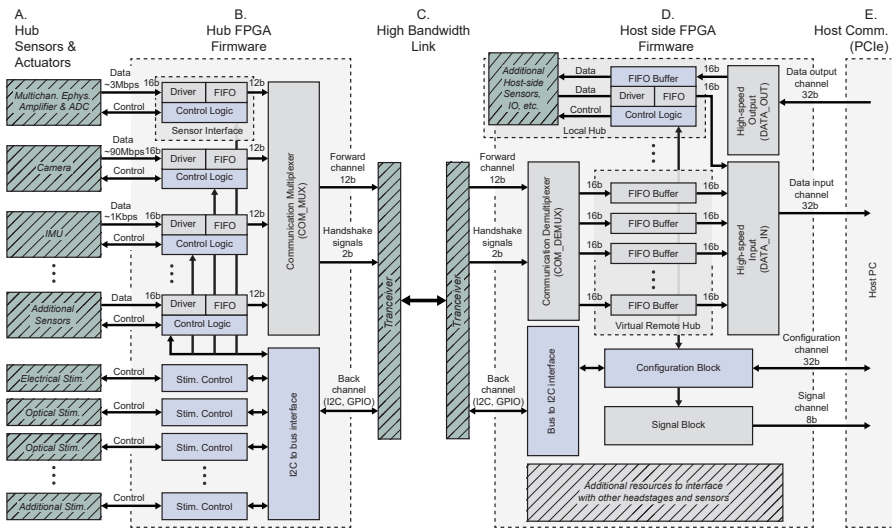 A.
Hub
Sensors &
Actuators
B.
Hub FPGA
Firmware
C.
High Bandwidth
Link
D.
Host side FPGA
Firmware
E.
Host Comm.
(PCIe)
Multichan. Ephys.
Amplifier & ADC
Data
~3Mbps
16b
Control
Driver
FIFO
Control Logic
12b
Sensor Interface
Camera
Data
~90Mbps
16b
Control
Driver
FIFO
Control Logic
12b
IMU
Data
~1Kbps
16b
Control
Driver
FIFO
Control Logic
12b
Additional
Sensors
Data
16b
Control
Driver
FIFO
Control Logic
12b
Electrical Stim.
Control
Stim. Control
Optical Stim.
Control
Stim. Control
Optical Stim.
Control
Stim. Control
Additional Stim.
Control
Stim. Control
Communication Multiplexer
(COM_MUX)
I2C to bus interface
Forward
channel
12b
Handshake
signals
2b
Back
channel
(I2C, GPIO)
Tranceiver
Tranceiver
Forward
channel
12b
Handshake
signals
2b
Back
channel
(I2C, GPIO)
Additional
Host-side
Sensors,
IO, etc.
Data
Data
Control
FIFO Buffer
Driver
FIFO
Control Logic
Local Hub
16b
16b
High-speed
Output
(DATA_OUT)
Data output
channel
32b
Communication Demultiplexer
(COM_DEMUX)
16b
FIFO Buffer
16b
16b
FIFO Buffer
16b
16b
FIFO Buffer
16b
16b
FIFO Buffer
16b
Virtual Remote Hub
High-speed
Input
(DATA_IN)
Data input
channel
32b
Host PC
Bus to I2C interface
Configuration Block
Configuration
channel
32b
Signal Block
Signal
channel
8b
Additional resources to interface
with other headstages and sensors